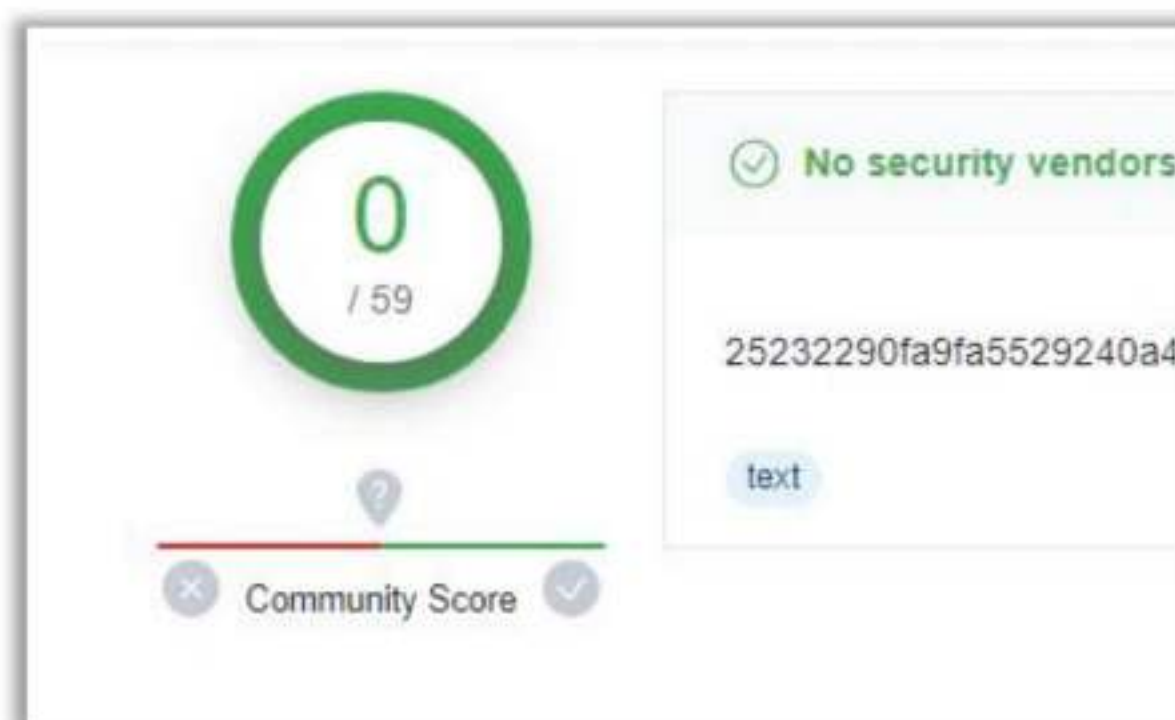 0
/ 59
Community Score
No security vendors
25232290fa9fa5529240a4
text